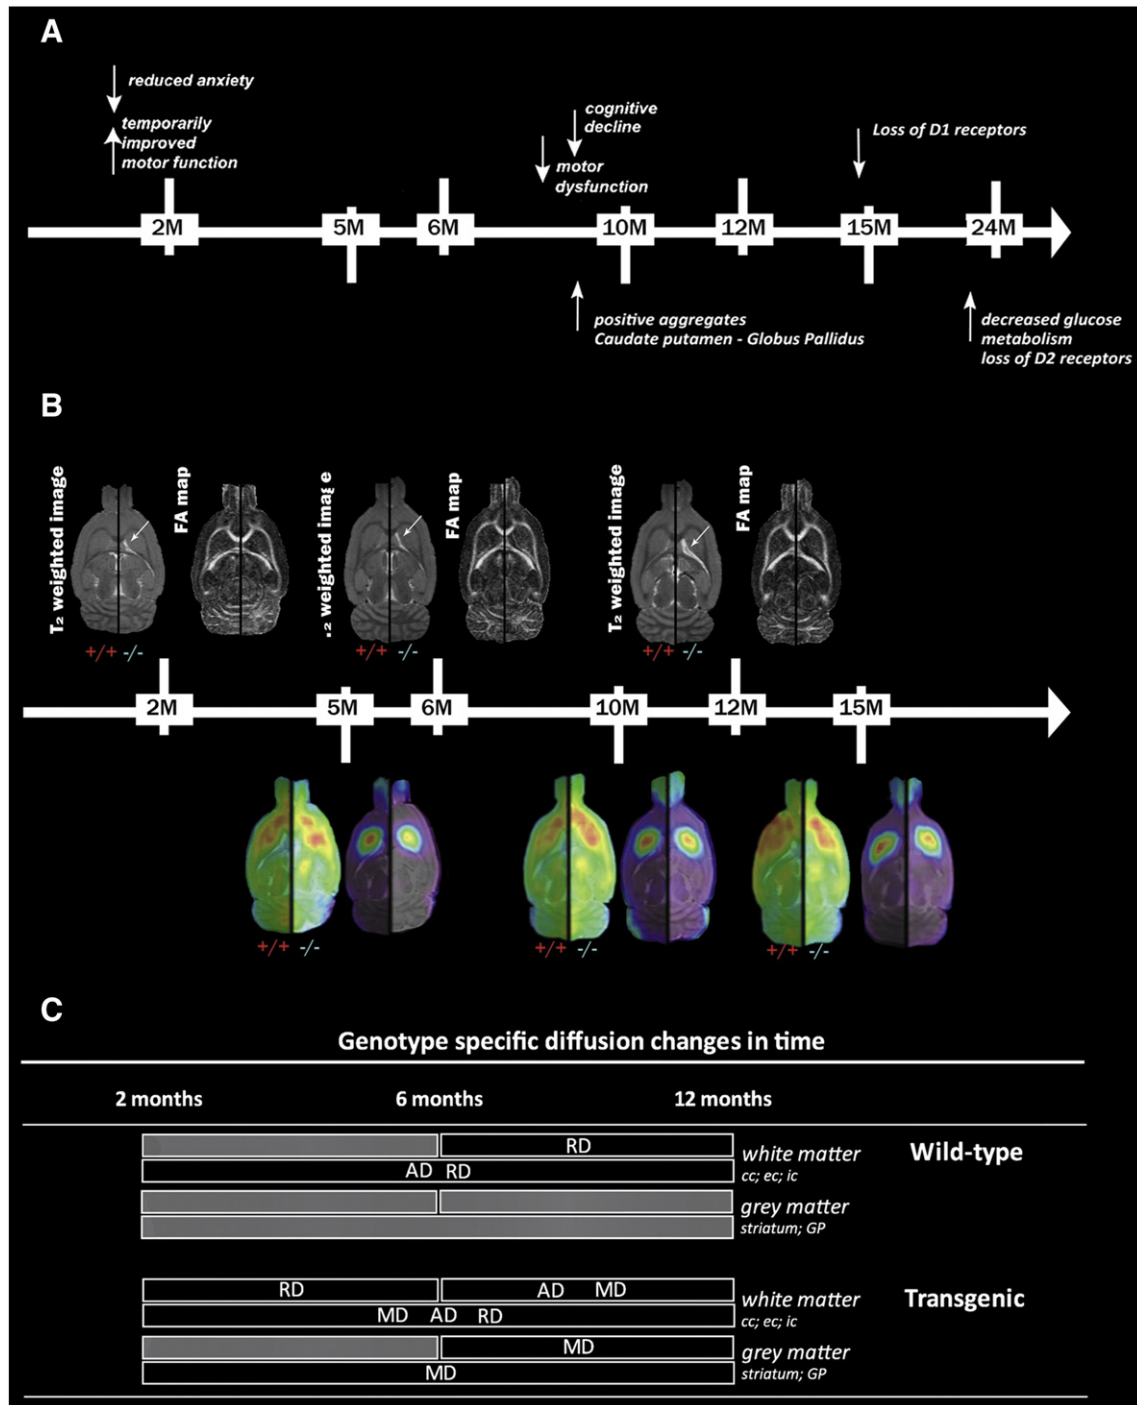 A
reduced anxiety
temporarily
improved
motor function
cognitive
decline
motor
dysfunction
Loss of D1 receptors
2M 5M 6M 10M 12M 15M 24M
positive aggregates
Caudate putamen - Globus Pallidus
decreased glucose
metabolism
loss of D2 receptors
B
T₂ weighted image
FA map
.₂ weighted image
FA map
T₂ weighted image
FA map
+/+ -/-
+/+ -/-
+/+ -/-
2M 5M 6M 10M 12M 15M
+/+ -/-
+/+ -/-
+/+ -/-
C
Genotype specific diffusion changes in time
2 months 6 months 12 months
RD
white matter
Wild-type
AD RD
cc; ec; ic
grey matter
striatum; GP
RD AD MD
white matter
Transgenic
MD AD RD
cc; ec; ic
MD
grey matter
MD
striatum; GP